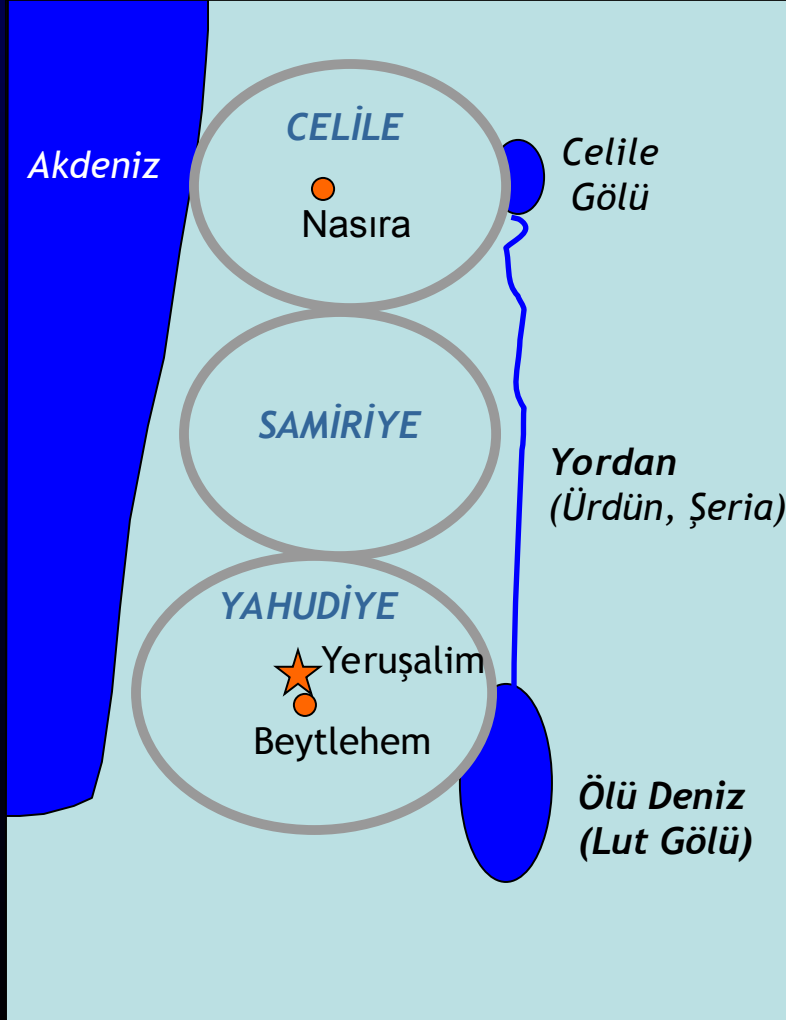 CELİLE
Akdeniz
Celile
Gölü
Nasıra
SAMİRİYE
Yordan
(Ürdün, Şeria)
YAHUDİYE
Yeruşalim
Beytlehem
Ölü Deniz
(Lut Gölü)